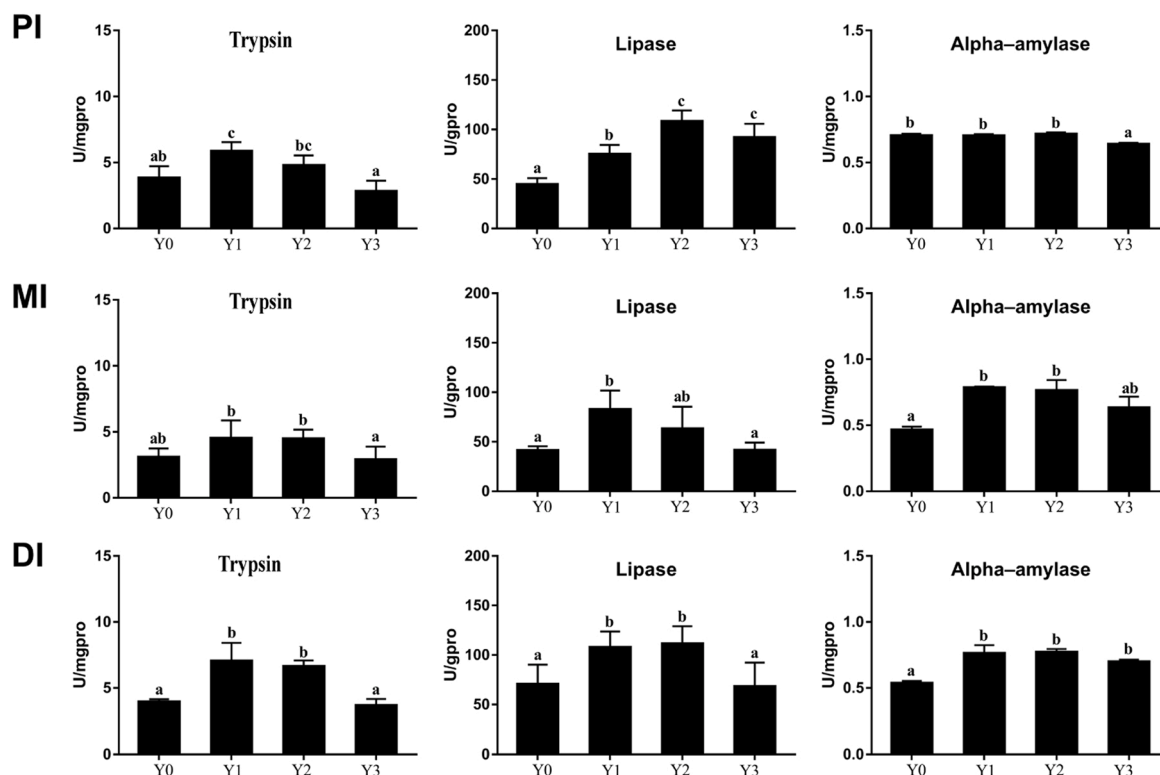 PI
Trypsin
U/mgpro
15
10
5
0
ab
c
bc
a
Y0 Y1 Y2 Y3
Lipase
U/gpro
200
150
100
50
0
a
b
c
c
Y0 Y1 Y2 Y3
Alpha–amylase
U/mgpro
1.5
1.0
0.5
0.0
b
b
b
a
Y0 Y1 Y2 Y3
MI
Trypsin
U/mgpro
15
10
5
0
ab
b
b
a
Y0 Y1 Y2 Y3
Lipase
U/gpro
200
150
100
50
0
a
b
ab
a
Y0 Y1 Y2 Y3
Alpha–amylase
U/mgpro
1.5
1.0
0.5
0.0
a
b
b
ab
Y0 Y1 Y2 Y3
DI
Trypsin
U/mgpro
15
10
5
0
a
b
b
a
Y0 Y1 Y2 Y3
Lipase
U/gpro
200
150
100
50
0
a
b
b
a
Y0 Y1 Y2 Y3
Alpha–amylase
U/mgpro
1.5
1.0
0.5
0.0
a
b
b
b
Y0 Y1 Y2 Y3